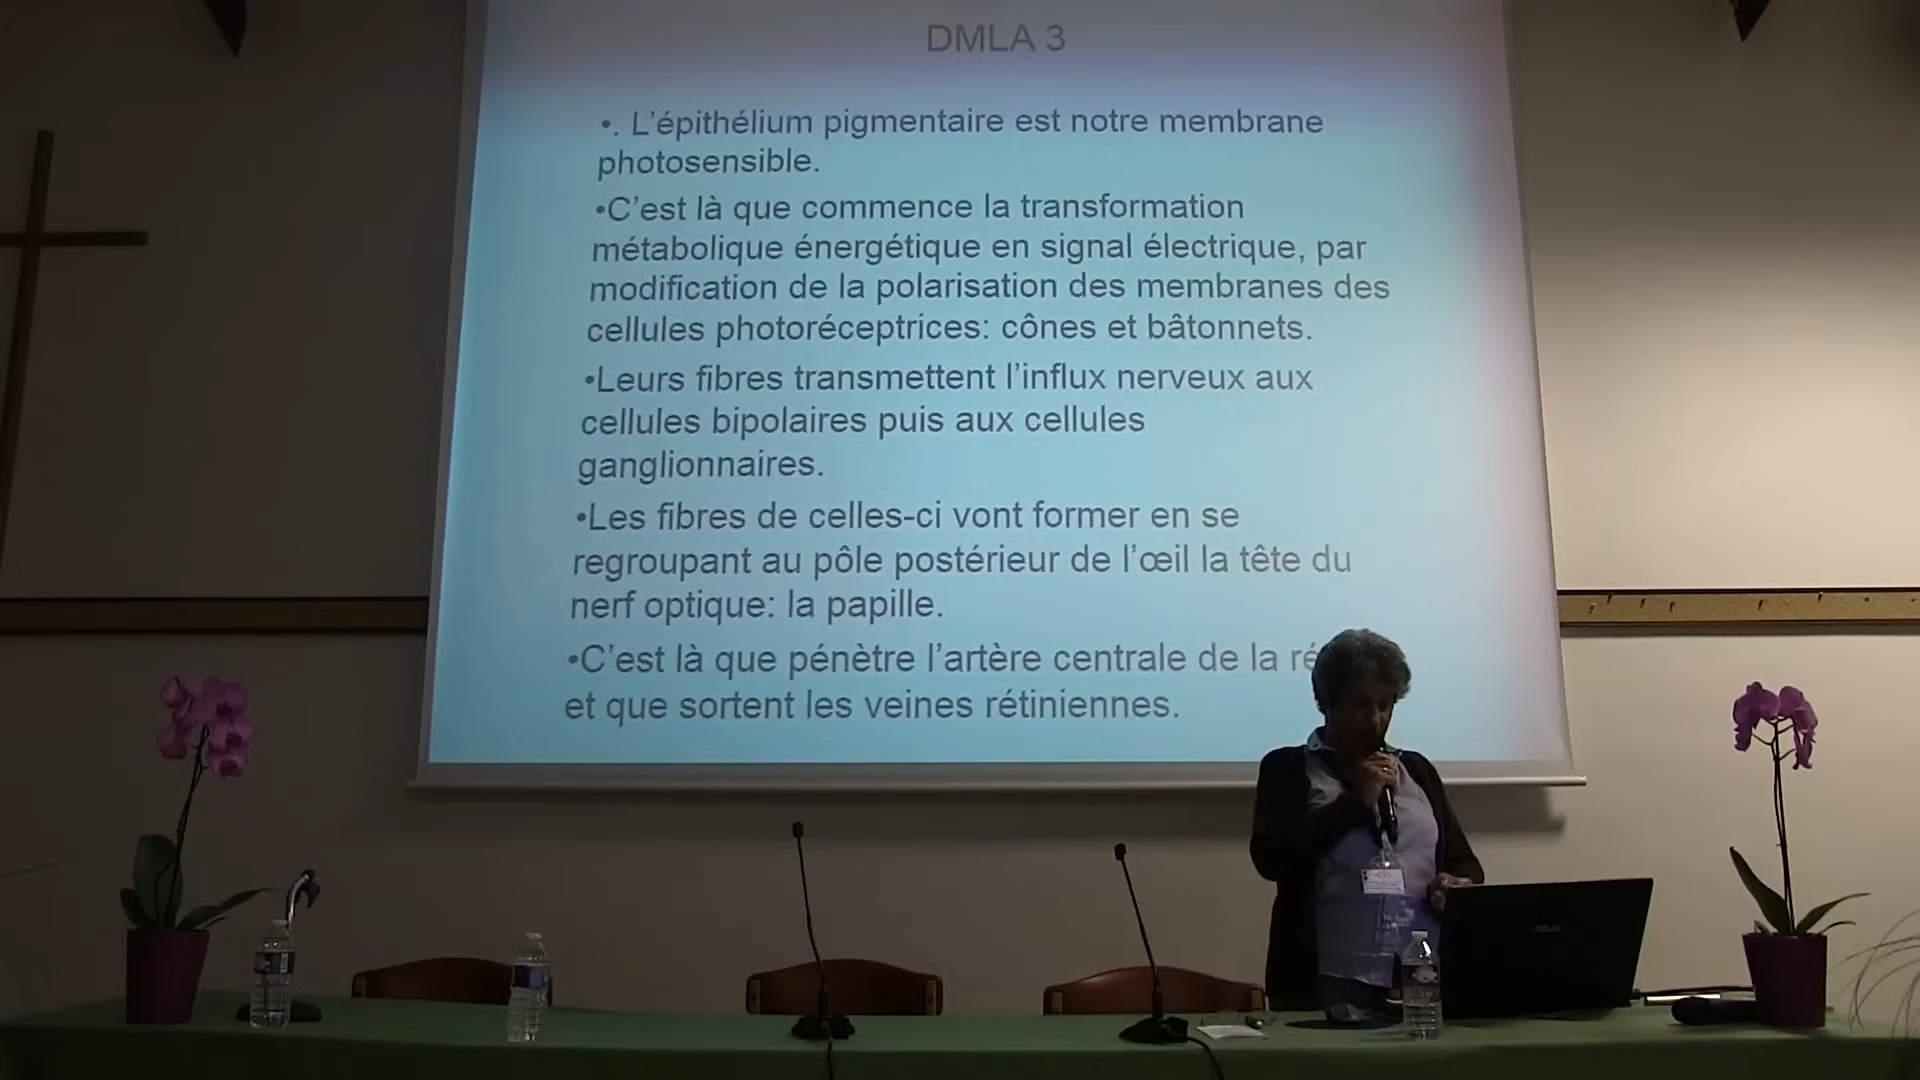 DMLA 3
•. L'épithélium pigmentaire est notre membrane
photosensible.
•C'est là que commence la transformation
métabolique énergétique en signal électrique, par
modification de la polarisation des membranes des
cellules photoréceptrices: cônes et bâtonnets.
•Leurs fibres transmettent l'influx nerveux aux
cellules bipolaires puis aux cellules
ganglionnaires.
•Les fibres de celles-ci vont former en se
regroupant au pôle postérieur de l'œil la tête du
nerf optique: la papille.
•C'est là que pénètre l'artère centrale de la
et que sortent les veines rétiniennes.